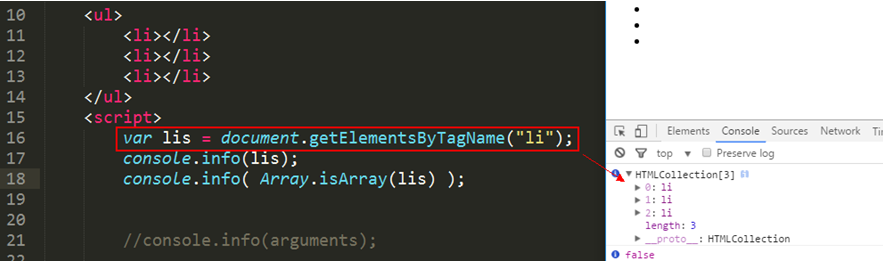 10 <ul>
11 <li></li>
12 <li></li>
13 <li></li>
14 </ul>
15 <script>
16 var lis = document.getElementsByTagName("li");
17 console.info(lis);
18 console.info( Array.isArray(lis) );
19
20
21 //console.info(arguments);
22
Elements Console Sources Network Tim
top ▼ Preserve log
▼ HTMLCollection[3]
▶ 0: li
▶ 1: li
▶ 2: li
length: 3
▶ __proto__: HTMLCollection
false